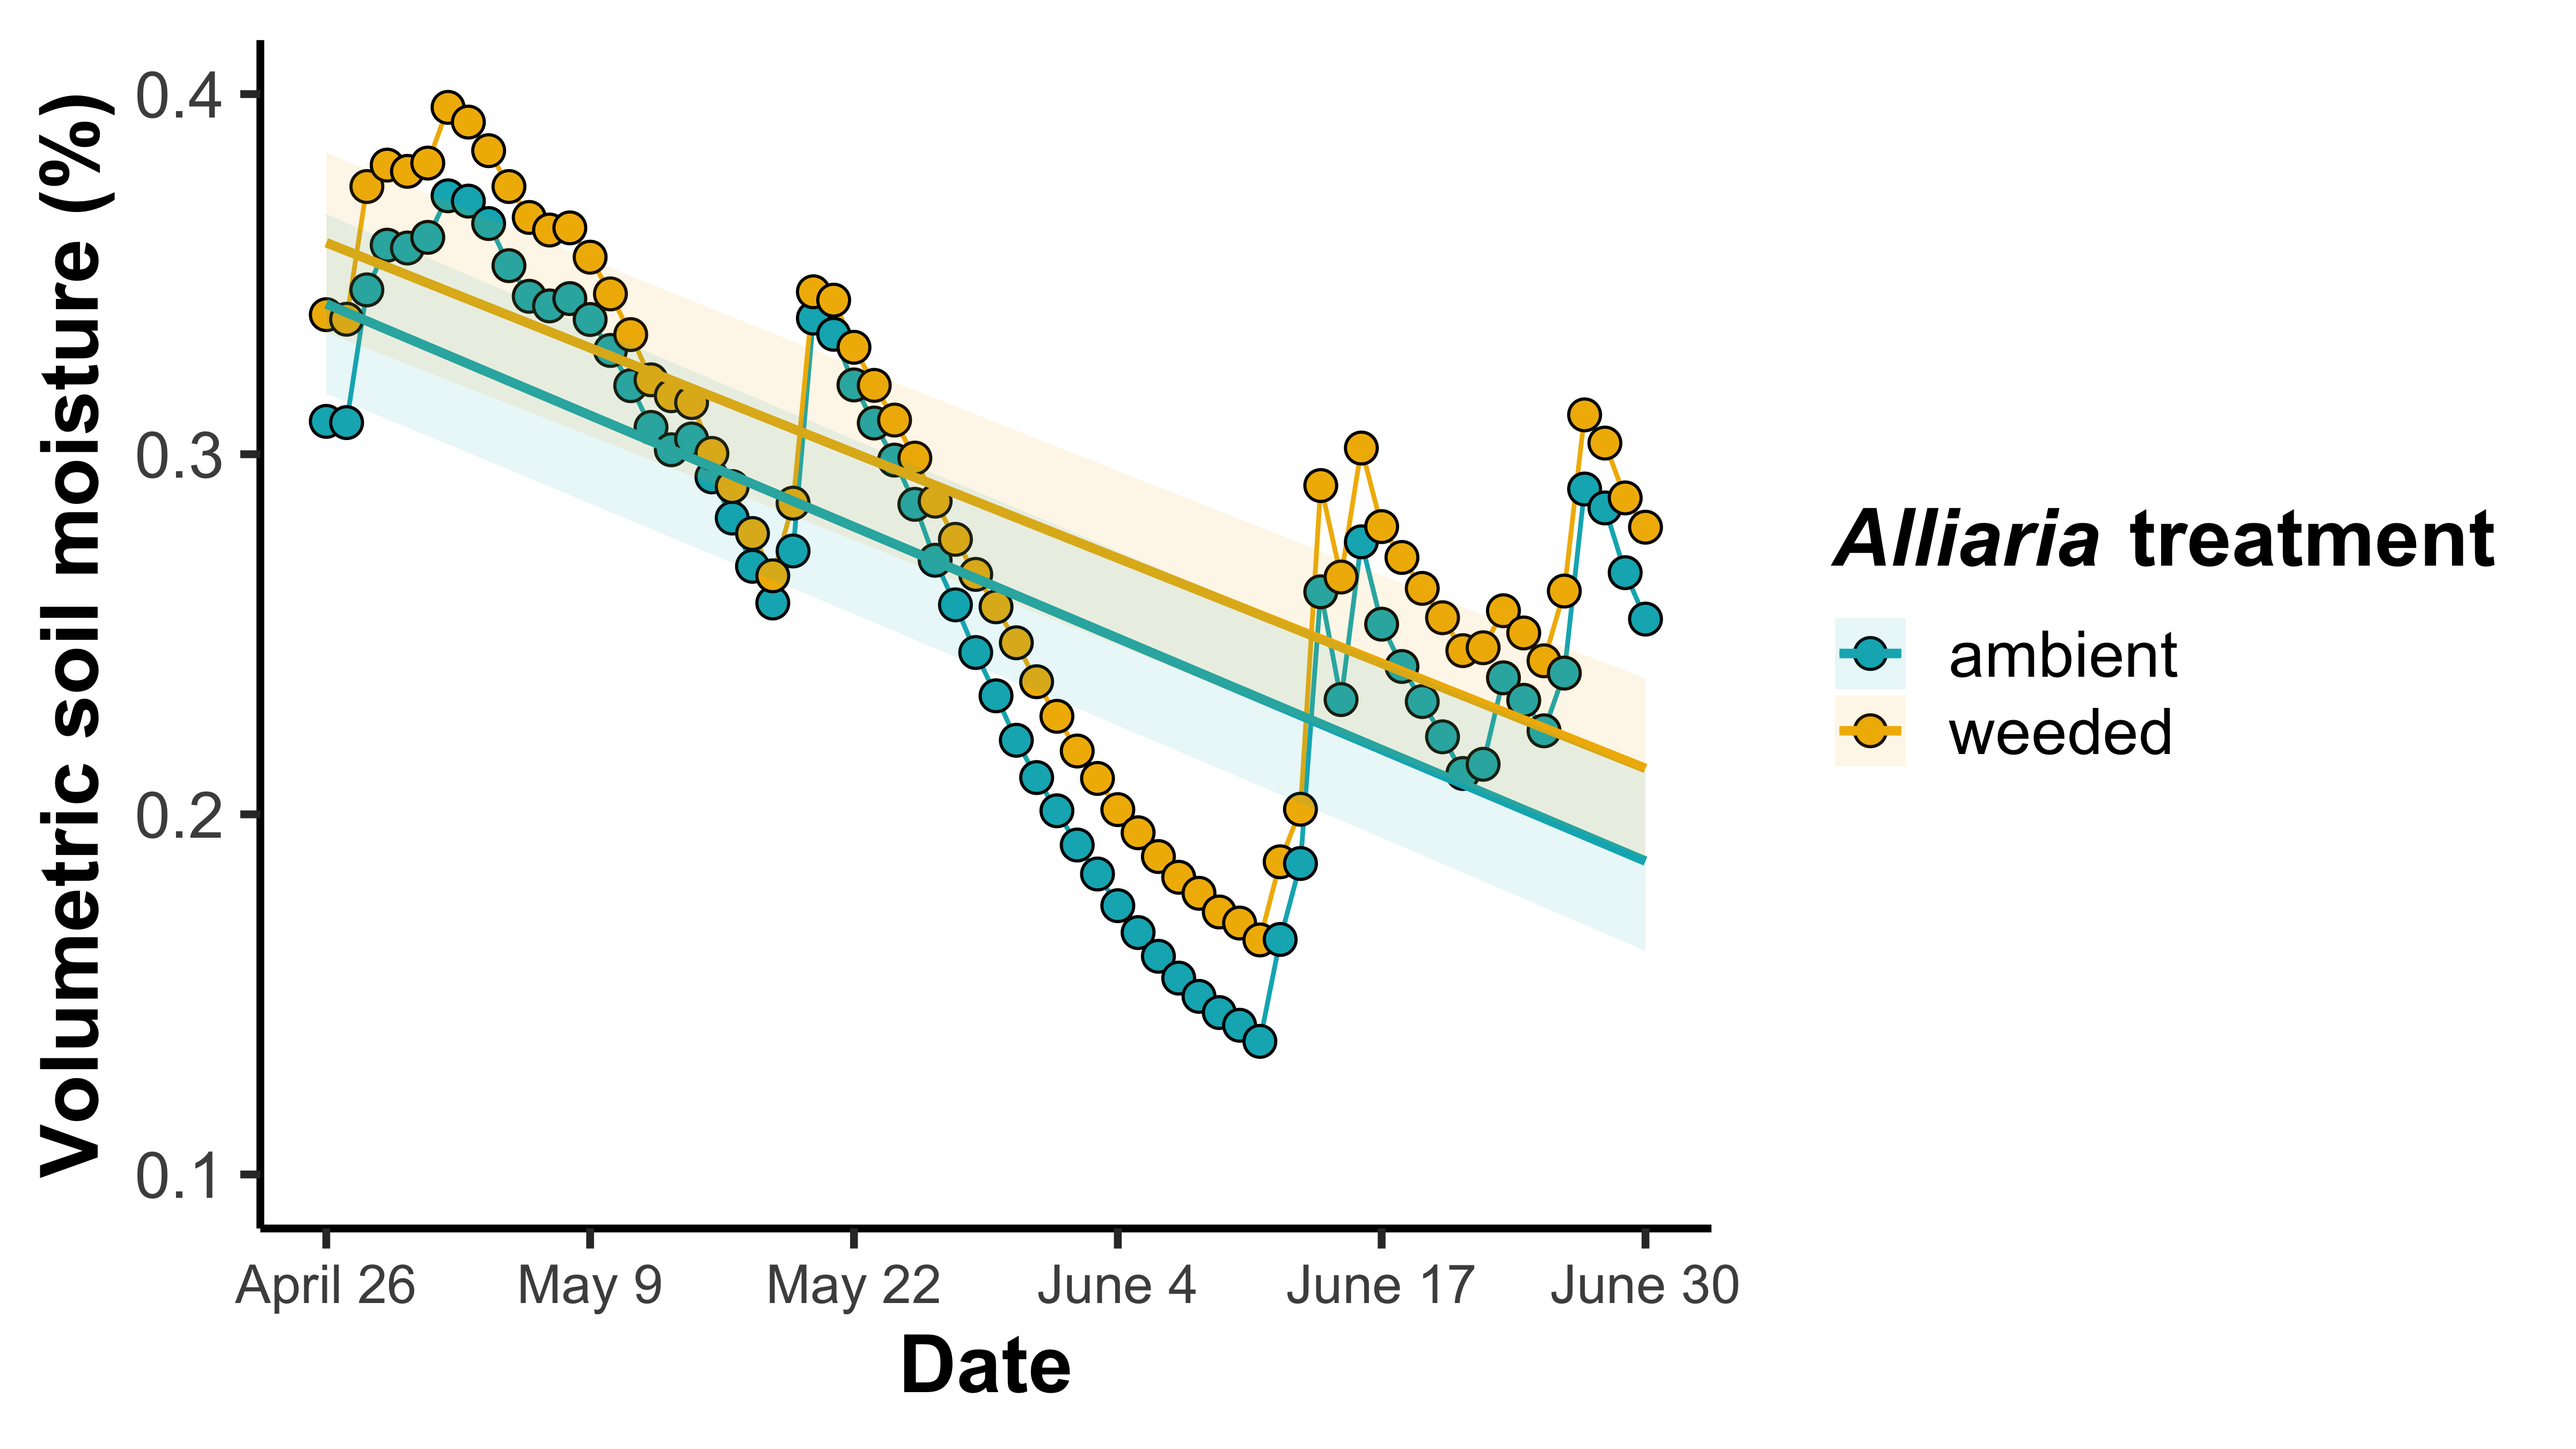 Volumetric soil moisture (%)
0.4
0.3
0.2
0.1
April 26 May 9 May 22 June 4 June 17 June 30
Date
Alliaria treatment
ambient
weeded